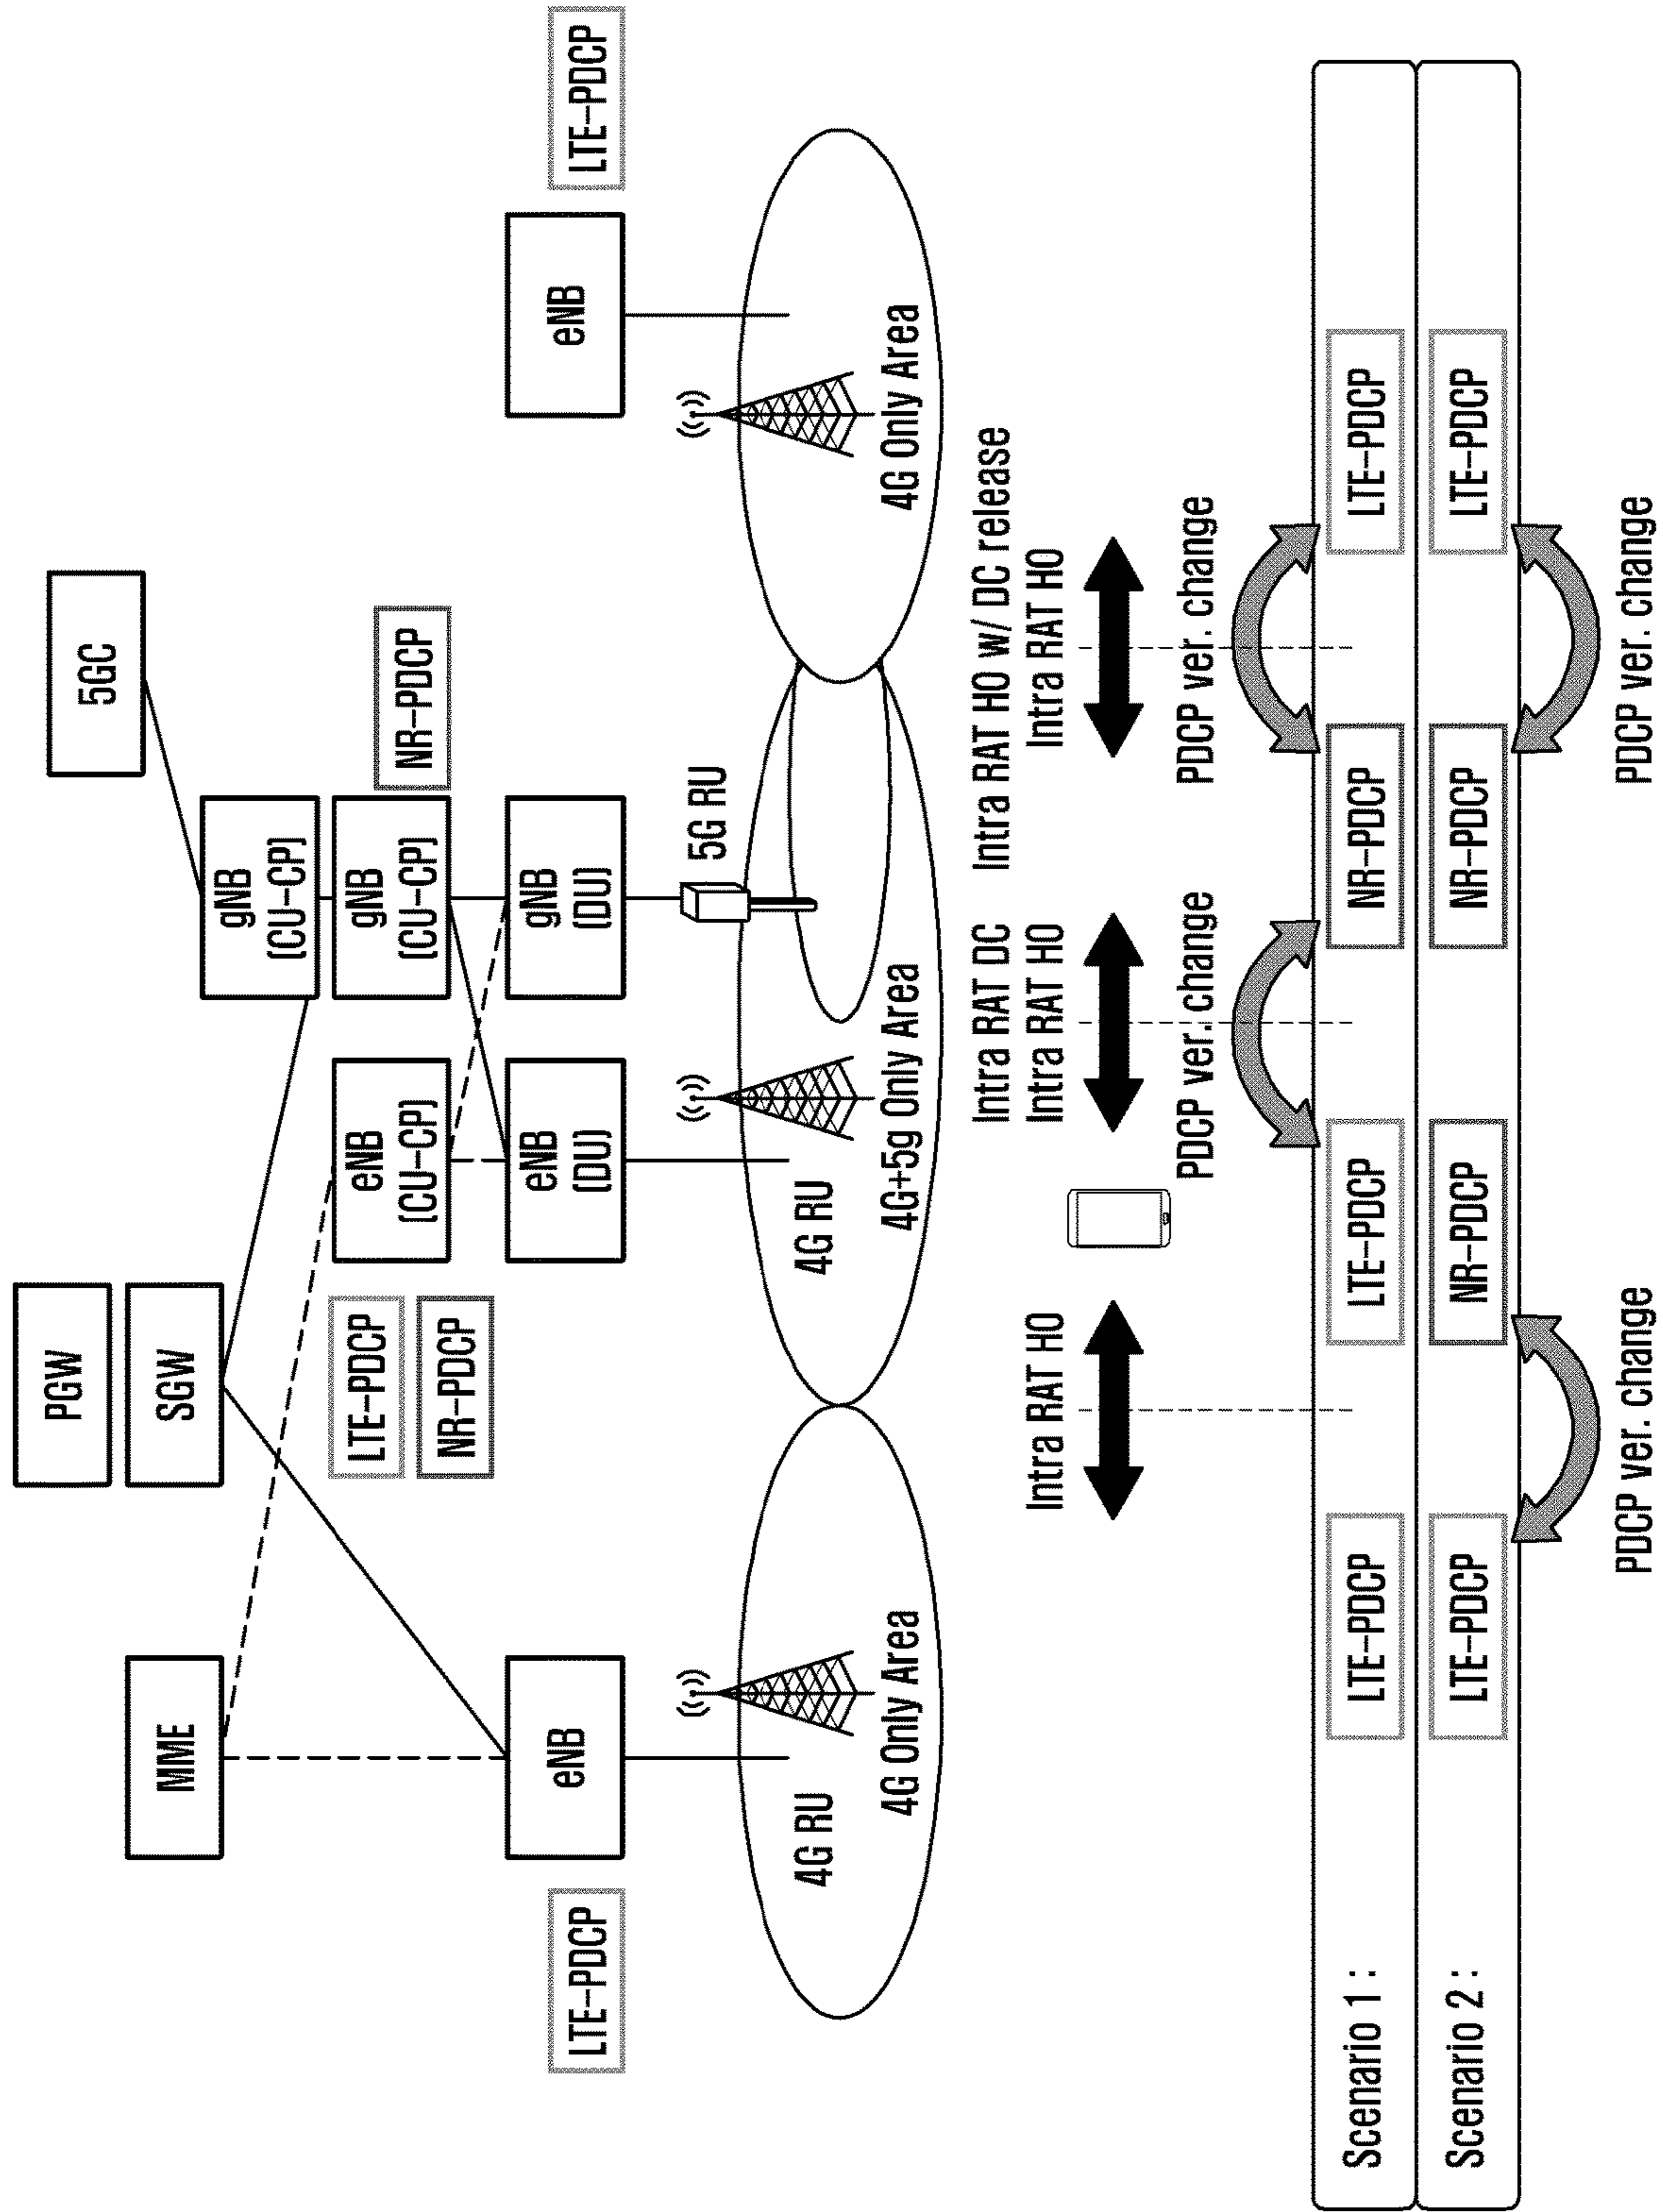 PGW
SGW
MME
5GC
gNB
(CU-CP)
gNB
(CU-CP)
NR-PDCP
eNB
(CU-CP)
LTE-PDCP
NR-PDCP
LTE-PDCP
eNB
eNB
(DU)
gNB
(DU)
eNB
LTE-PDCP
5G RU
4G RU
4G Only Area
4G RU
4G+5g Only Area
4G Only Area
Intra RAT HO
Intra RAT DC
Intra RAT HO
Intra RAT HO w/ DC release
Intra RAT HO
PDCP ver. change
PDCP ver. change
Scenario 1 :
LTE-PDCP
LTE-PDCP
NR-PDCP
LTE-PDCP
Scenario 2 :
LTE-PDCP
NR-PDCP
NR-PDCP
LTE-PDCP
PDCP ver. change
PDCP ver. change